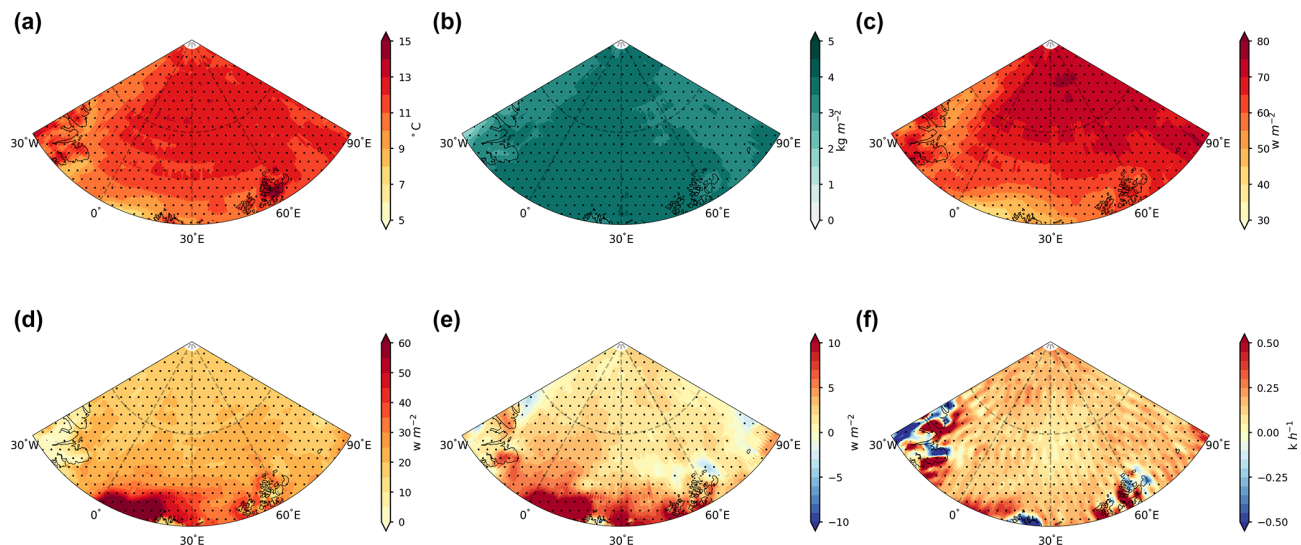 (a)
30°W
0°
30°E
60°E
90°E
15
13
11
9
7
5
°C
(b)
30°W
0°
30°E
60°E
90°E
5
4
3
2
1
0
kg m⁻²
(c)
30°W
0°
30°E
60°E
90°E
80
70
60
50
40
30
w m⁻²
(d)
30°W
0°
30°E
60°E
90°E
60
50
40
30
20
10
0
w m⁻²
(e)
30°W
0°
30°E
60°E
90°E
10
5
0
−5
−10
w m⁻²
(f)
30°W
0°
30°E
60°E
90°E
0.50
0.25
0.00
−0.25
−0.50
k h⁻¹